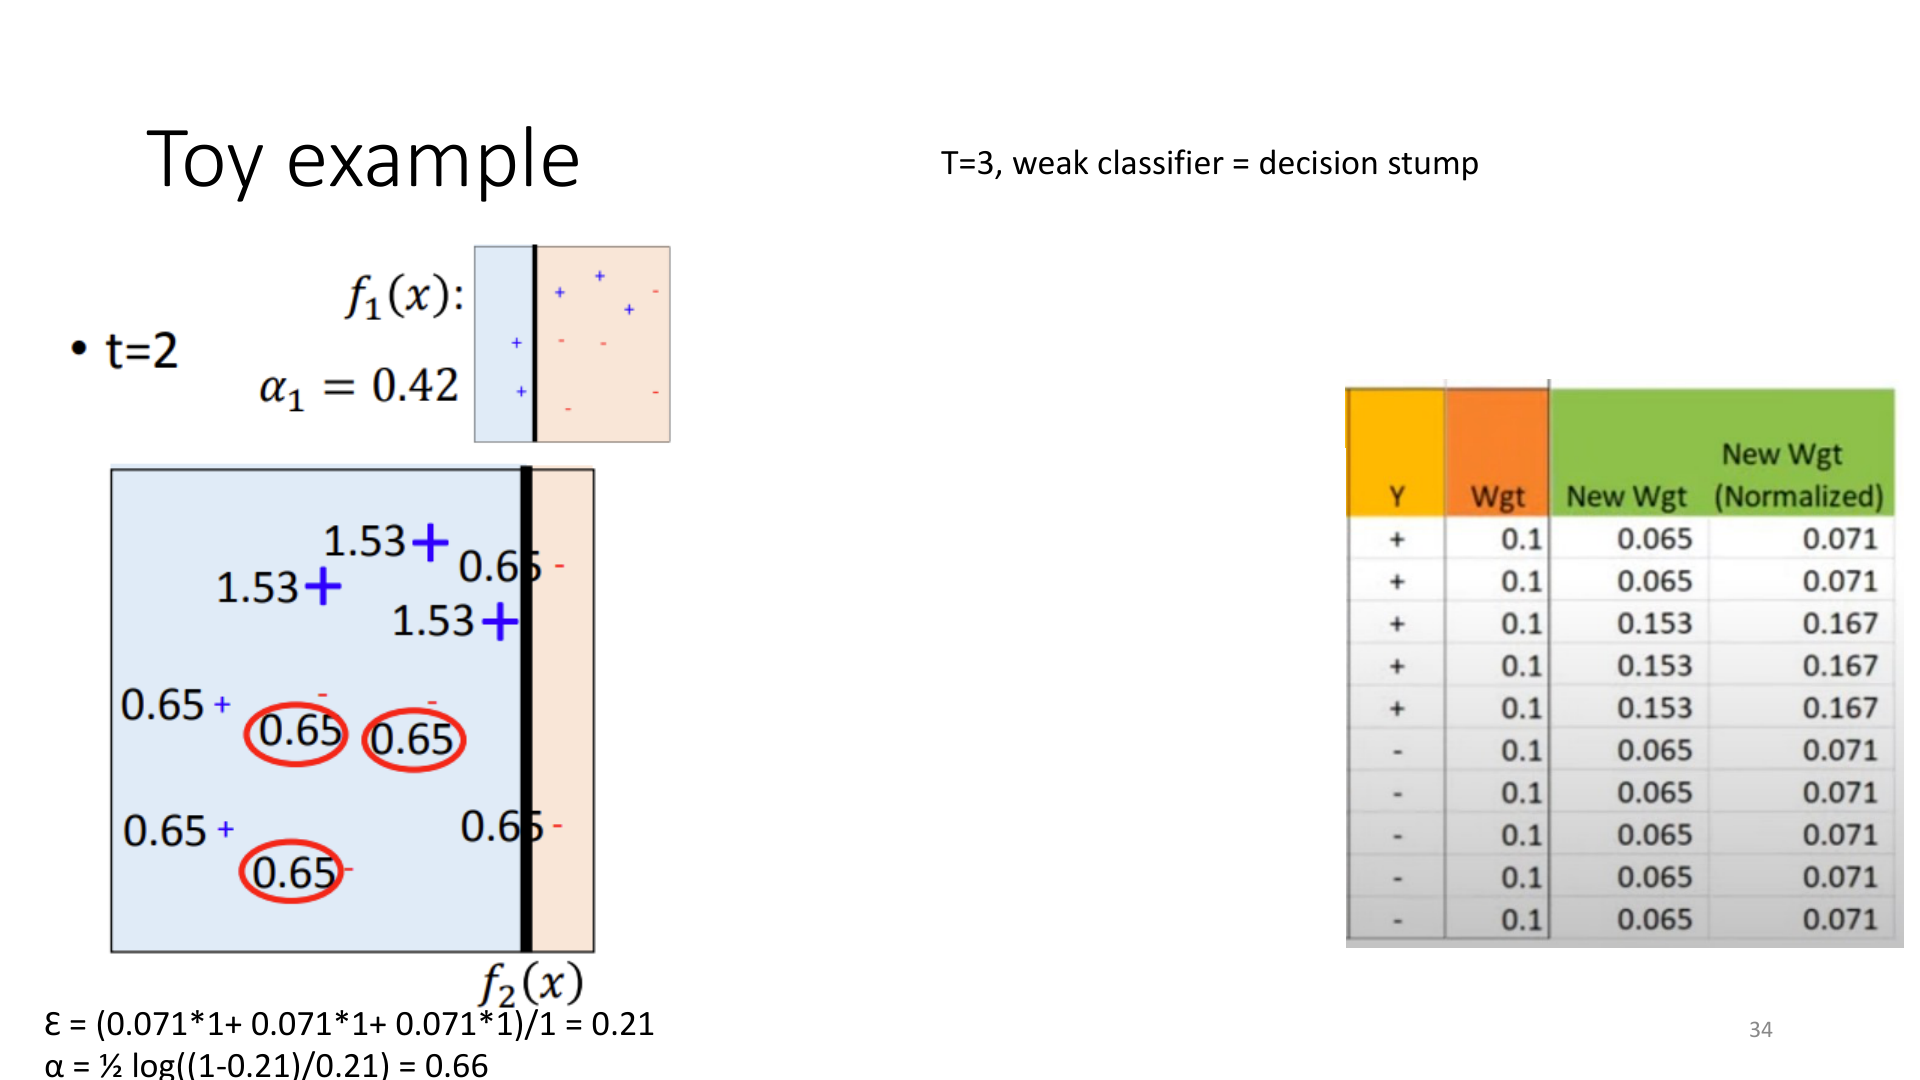 Toy example
T=3, weak classifier = decision stump
f₁(x):
• t=2
α₁ = 0.42
+
+ -
+
+ - -
+ -
-
1.53+
0.65 -
1.53+
1.53+
0.65 + - -
0.65 0.65
0.65 + 0.65 -
0.65 -
f₂(x)
Ɛ = (0.071*1+ 0.071*1+ 0.071*1)/1 = 0.21
α = ½ log((1-0.21)/0.21) = 0.66
Y Wgt New Wgt New Wgt (Normalized)
+ 0.1 0.065 0.071
+ 0.1 0.065 0.071
+ 0.1 0.153 0.167
+ 0.1 0.153 0.167
+ 0.1 0.153 0.167
- 0.1 0.065 0.071
- 0.1 0.065 0.071
- 0.1 0.065 0.071
- 0.1 0.065 0.071
- 0.1 0.065 0.071
34